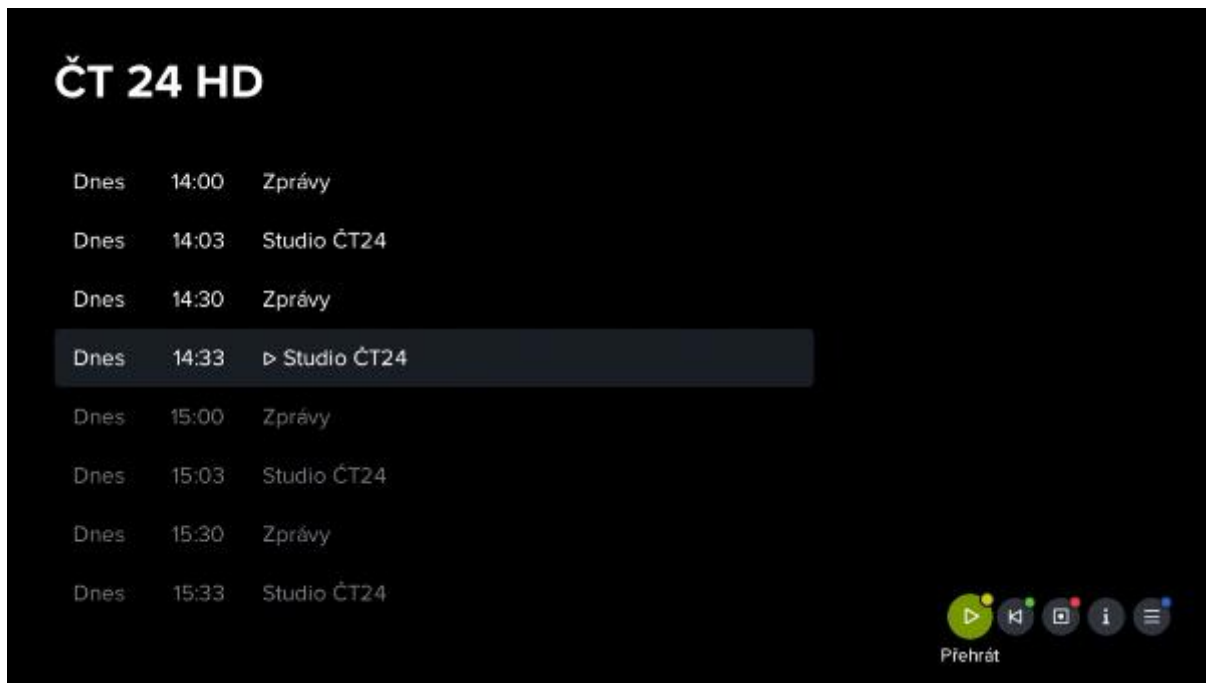 ČT 24 HD
Dnes 14:00 Zprávy
Dnes 14:03 Studio ČT24
Dnes 14:30 Zprávy
Dnes 14:33 Studio ČT24
Dnes 15:00 Zprávy
Dnes 15:03 Studio ČT24
Dnes 15:30 Zprávy
Dnes 15:33 Studio ČT24
Přehrát